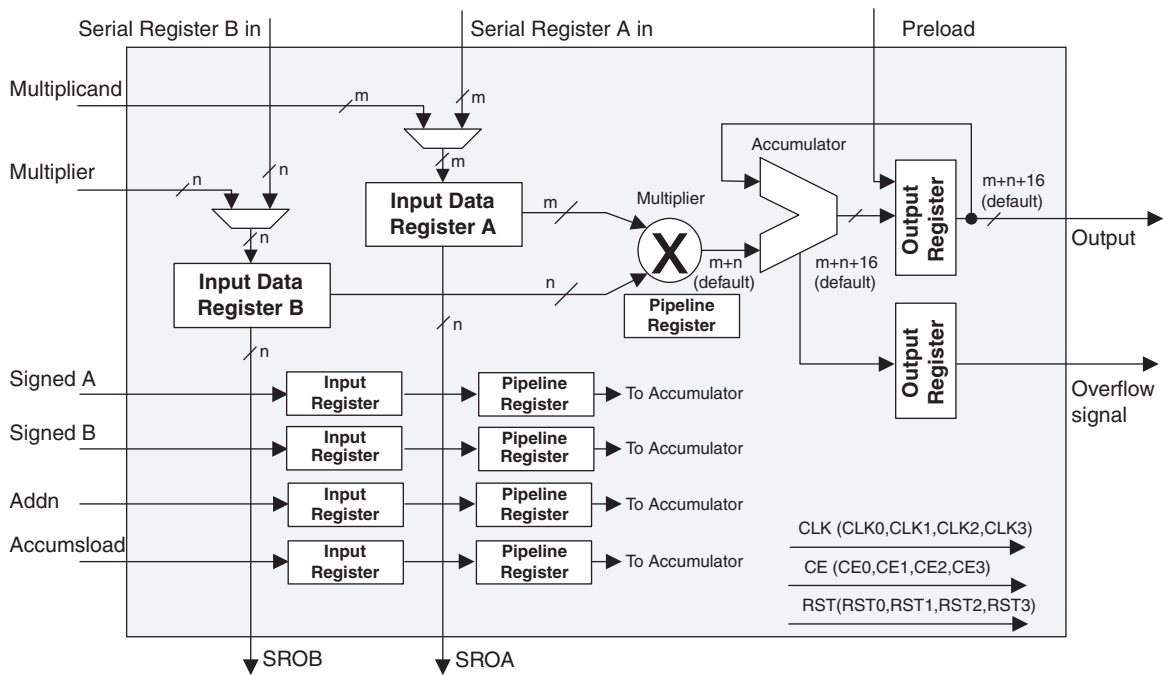 Serial Register B in
Serial Register A in
Preload
Multiplicand
m
m
Multiplier
n
n
m
n
Input Data
Register A
m
Input Data
Register B
n
n
n
Multiplier
X
m+n
(default)
Pipeline
Register
Accumulator
m+n+16
(default)
Output
Register
m+n+16
(default)
Output
Output
Register
Overflow
signal
Signed A
Input
Register
Pipeline
Register
To Accumulator
Signed B
Input
Register
Pipeline
Register
To Accumulator
Addn
Input
Register
Pipeline
Register
To Accumulator
Accumsload
Input
Register
Pipeline
Register
To Accumulator
CLK (CLK0,CLK1,CLK2,CLK3)
CE (CE0,CE1,CE2,CE3)
RST(RST0,RST1,RST2,RST3)
SROB
SROA